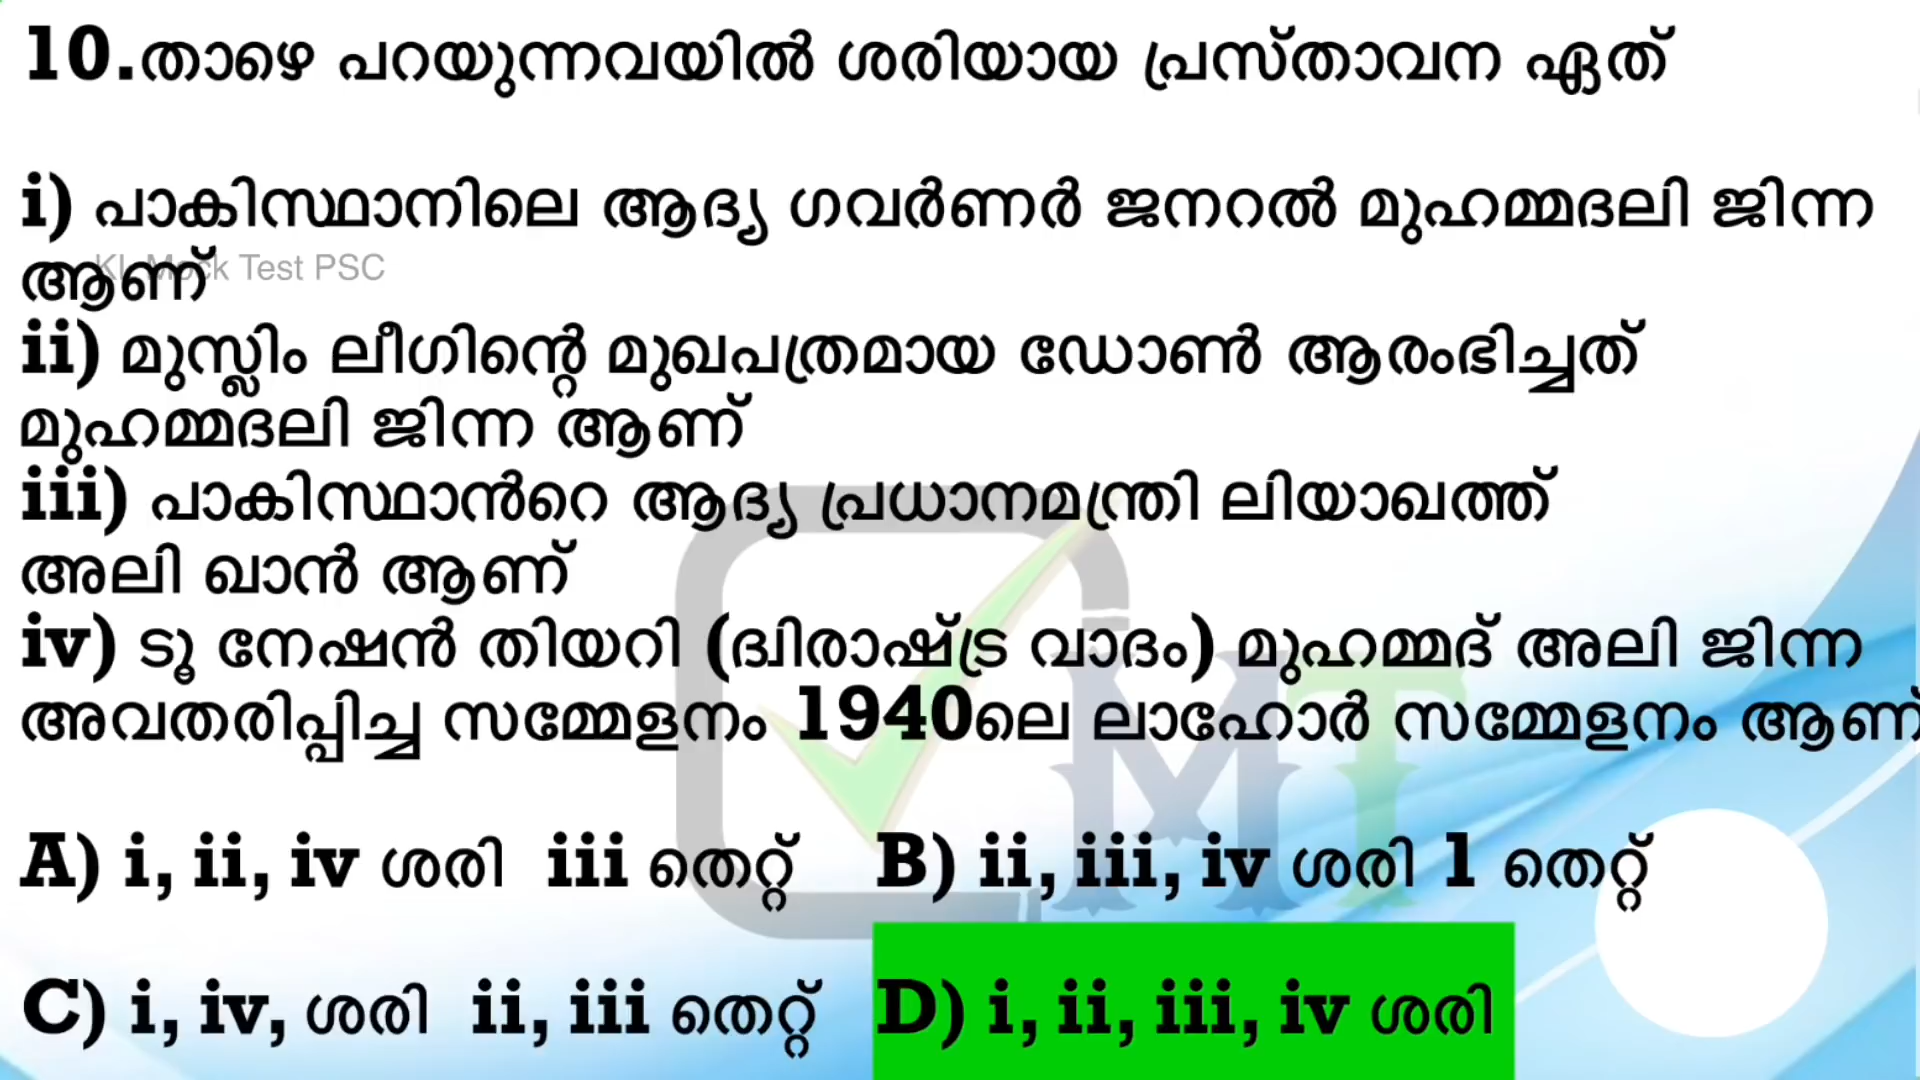 10.താഴെ പറയുന്നവയിൽ ശരിയായ പ്രസ്താവന ഏത്
i) പാകിസ്ഥാനിലെ ആദ്യ ഗവർണർ ജനറൽ മുഹമ്മദലി ജിന്ന
ആണ്
KL Mock Test PSC
ii) മുസ്ലിം ലീഗിന്റെ മുഖപത്രമായ ഡോൺ ആരംഭിച്ചത്
മുഹമ്മദലി ജിന്ന ആണ്
iii) പാകിസ്ഥാൻറെ ആദ്യ പ്രധാനമന്ത്രി ലിയാഖത്ത്
അലി ഖാൻ ആണ്
iv) ടൂ നേഷൻ തിയറി (ദ്വിരാഷ്ട്ര വാദം) മുഹമ്മദ് അലി ജിന്ന
അവതരിപ്പിച്ച സമ്മേളനം 1940ലെ ലാഹോർ സമ്മേളനം ആണ്
MT
A) i, ii, iv ശരി iii തെറ്റ് B) ii, iii, iv ശരി 1 തെറ്റ്
C) i, iv, ശരി ii, iii തെറ്റ് D) i, ii, iii, iv ശരി